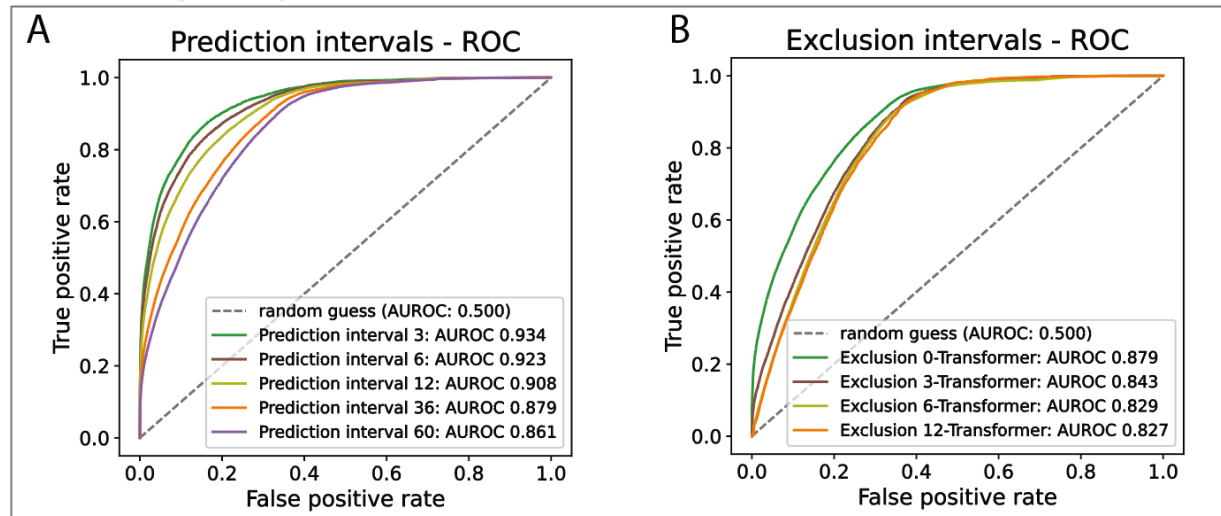 A
Prediction intervals - ROC
True positive rate
1.0
0.8
0.6
0.4
0.2
0.0
random guess (AUROC: 0.500)
Prediction interval 3: AUROC 0.934
Prediction interval 6: AUROC 0.923
Prediction interval 12: AUROC 0.908
Prediction interval 36: AUROC 0.879
Prediction interval 60: AUROC 0.861
0.0 0.2 0.4 0.6 0.8 1.0
False positive rate
B
Exclusion intervals - ROC
True positive rate
1.0
0.8
0.6
0.4
0.2
0.0
random guess (AUROC: 0.500)
Exclusion 0-Transformer: AUROC 0.879
Exclusion 3-Transformer: AUROC 0.843
Exclusion 6-Transformer: AUROC 0.829
Exclusion 12-Transformer: AUROC 0.827
0.0 0.2 0.4 0.6 0.8 1.0
False positive rate